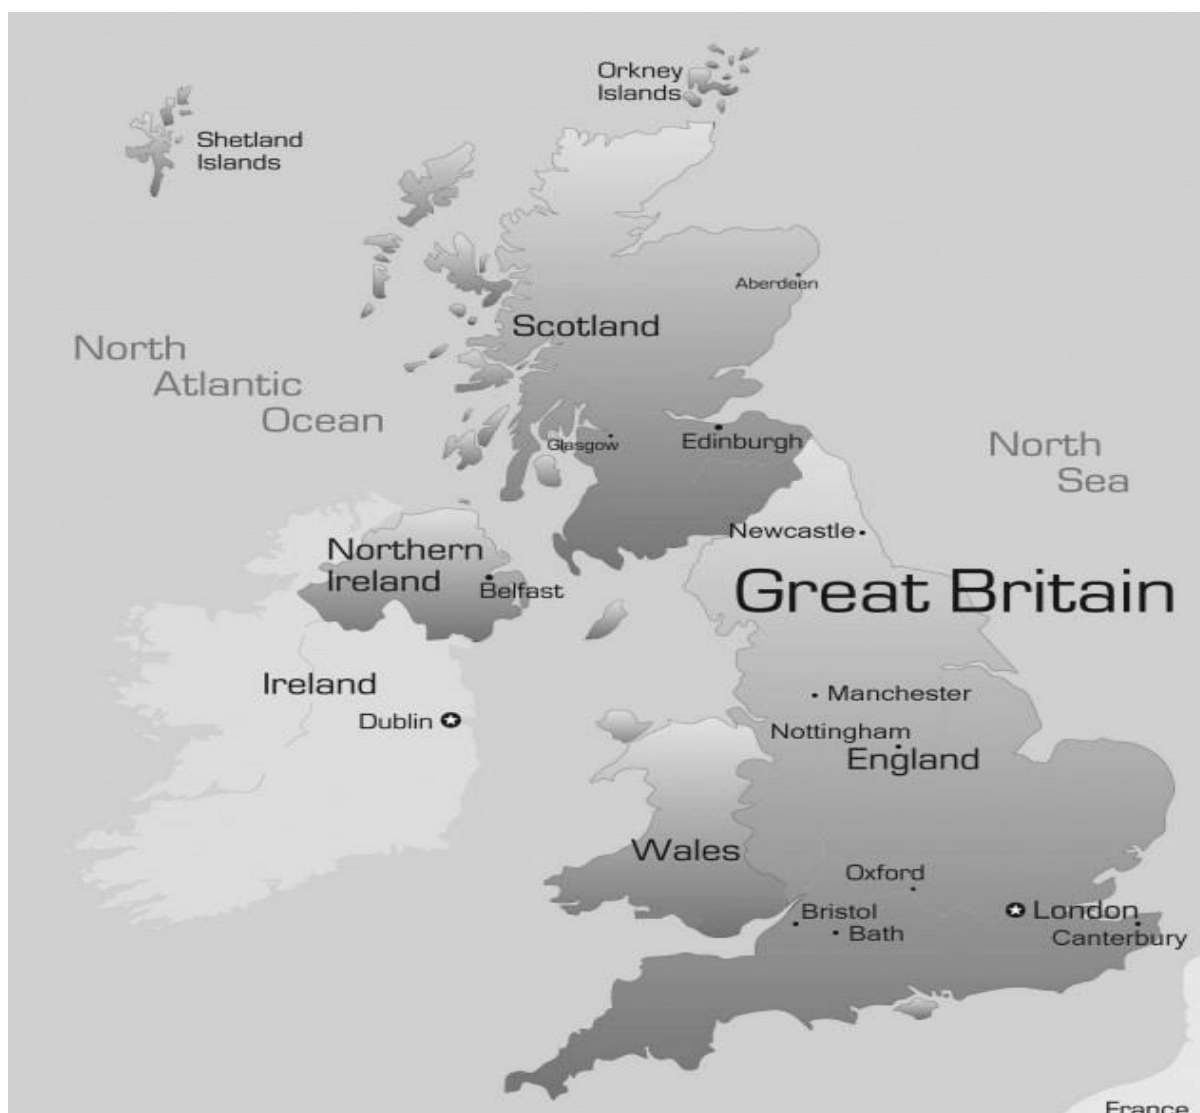 Orkney
Islands
Shetland
Islands
Aberdeen
Scotland
North
Atlantic
Ocean
Glasgow
Edinburgh
North
Sea
Newcastle
Northern
Ireland
Belfast
Great Britain
Ireland
Dublin
Manchester
Nottingham
England
Wales
Oxford
London
Bristol
Bath
Canterbury
France